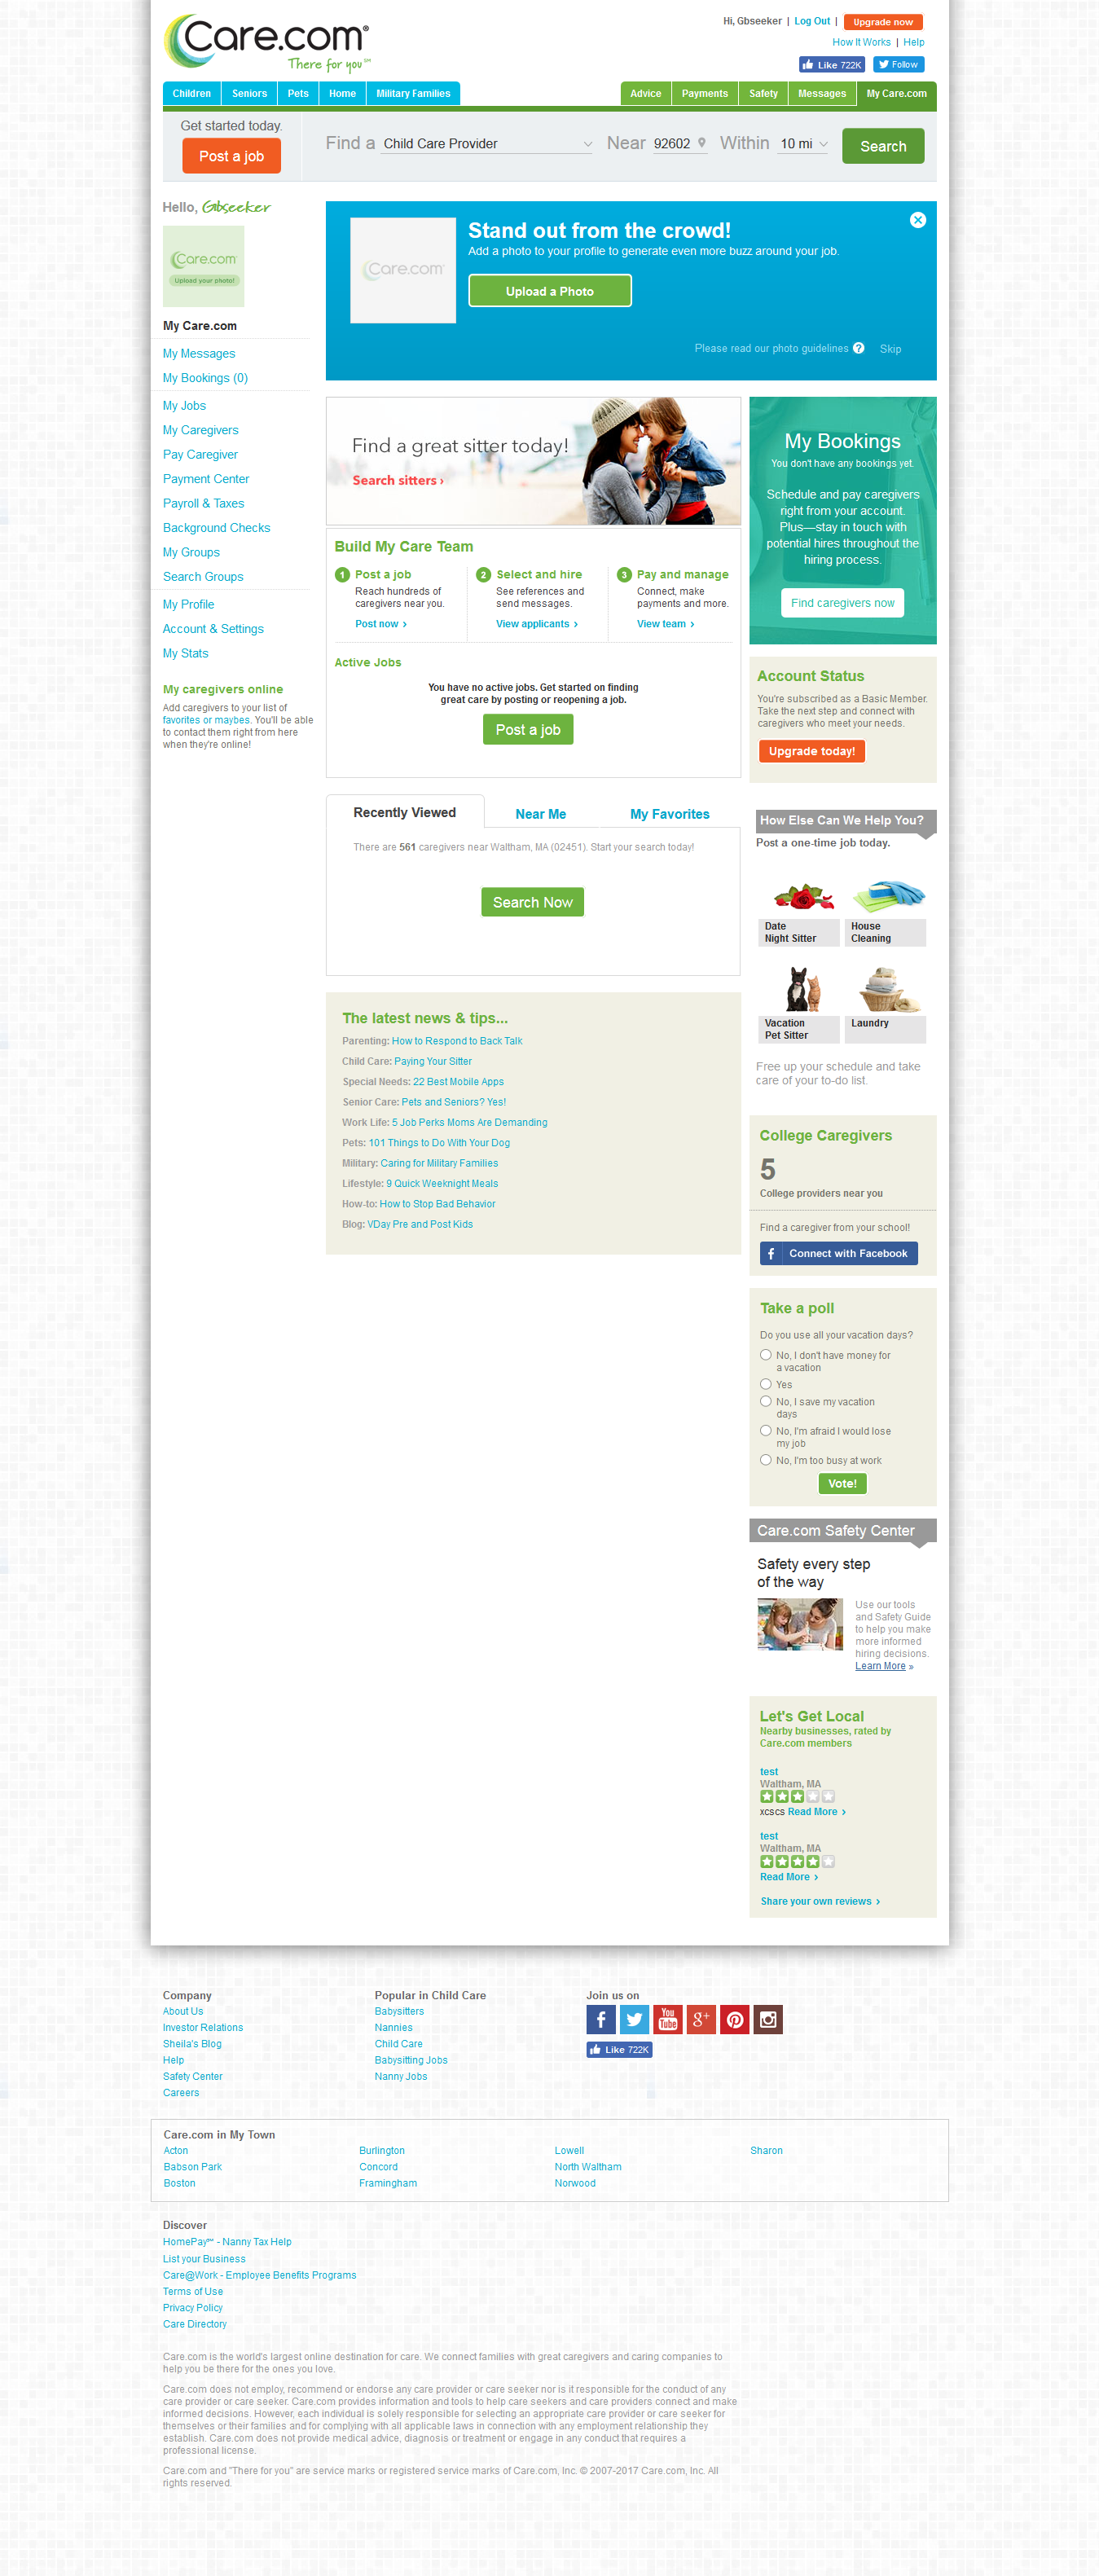 Care.com®
There for you℠
Hi, Gbseeker | Log Out | Upgrade now
How It Works | Help
Like 722K Follow
Children Seniors Pets Home Military Families
Advice Payments Safety Messages My Care.com
Get started today.
Post a job
Find a Child Care Provider Near 92602 Within 10 mi Search
Hello, Gbseeker
Care.com
Upload your photo!
My Care.com
My Messages
My Bookings (0)
My Jobs
My Caregivers
Pay Caregiver
Payment Center
Payroll & Taxes
Background Checks
My Groups
Search Groups
My Profile
Account & Settings
My Stats
My caregivers online
Add caregivers to your list of
favorites or maybes. You'll be able
to contact them right from here
when they're online!
Care.com
Stand out from the crowd!
Add a photo to your profile to generate even more buzz around your job.
Upload a Photo
Please read our photo guidelines ? Skip
Find a great sitter today!
Search sitters ›
Build My Care Team
1 Post a job
Reach hundreds of
caregivers near you.
Post now ›
2 Select and hire
See references and
send messages.
View applicants ›
3 Pay and manage
Connect, make
payments and more.
View team ›
Active Jobs
You have no active jobs. Get started on finding
great care by posting or reopening a job.
Post a job
Recently Viewed Near Me My Favorites
There are 561 caregivers near Waltham, MA (02451). Start your search today!
Search Now
The latest news & tips...
Parenting: How to Respond to Back Talk
Child Care: Paying Your Sitter
Special Needs: 22 Best Mobile Apps
Senior Care: Pets and Seniors? Yes!
Work Life: 5 Job Perks Moms Are Demanding
Pets: 101 Things to Do With Your Dog
Military: Caring for Military Families
Lifestyle: 9 Quick Weeknight Meals
How-to: How to Stop Bad Behavior
Blog: VDay Pre and Post Kids
My Bookings
You don't have any bookings yet.
Schedule and pay caregivers
right from your account.
Plus—stay in touch with
potential hires throughout the
hiring process.
Find caregivers now
Account Status
You're subscribed as a Basic Member.
Take the next step and connect with
caregivers who meet your needs.
Upgrade today!
How Else Can We Help You?
Post a one-time job today.
Date
Night Sitter
House
Cleaning
Vacation
Pet Sitter
Laundry
Free up your schedule and take
care of your to-do list.
College Caregivers
5
College providers near you
Find a caregiver from your school!
Connect with Facebook
Take a poll
Do you use all your vacation days?
No, I don't have money for
a vacation
Yes
No, I save my vacation
days
No, I'm afraid I would lose
my job
No, I'm too busy at work
Vote!
Care.com Safety Center
Safety every step
of the way
Use our tools
and Safety Guide
to help you make
more informed
hiring decisions.
Learn More »
Let's Get Local
Nearby businesses, rated by
Care.com members
test
Waltham, MA
xcscs Read More ›
test
Waltham, MA
Read More ›
Share your own reviews ›
Company
About Us
Investor Relations
Sheila's Blog
Help
Safety Center
Careers
Popular in Child Care
Babysitters
Nannies
Child Care
Babysitting Jobs
Nanny Jobs
Join us on
You Tube g+
Like 722K
Care.com in My Town
Acton Burlington Lowell Sharon
Babson Park Concord North Waltham
Boston Framingham Norwood
Discover
HomePay℠ - Nanny Tax Help
List your Business
Care@Work - Employee Benefits Programs
Terms of Use
Privacy Policy
Care Directory
Care.com is the world's largest online destination for care. We connect families with great caregivers and caring companies to
help you be there for the ones you love.
Care.com does not employ, recommend or endorse any care provider or care seeker nor is it responsible for the conduct of any
care provider or care seeker. Care.com provides information and tools to help care seekers and care providers connect and make
informed decisions. However, each individual is solely responsible for selecting an appropriate care provider or care seeker for
themselves or their families and for complying with all applicable laws in connection with any employment relationship they
establish. Care.com does not provide medical advice, diagnosis or treatment or engage in any conduct that requires a
professional license.
Care.com and "There for you" are service marks or registered service marks of Care.com, Inc. © 2007-2017 Care.com, Inc. All
rights reserved.